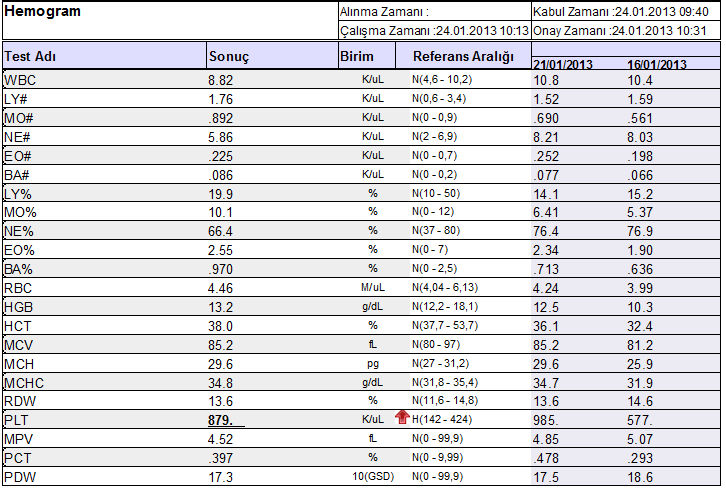 Hemogram Alınma Zamanı : Kabul Zamanı :24.01.2013 09:40
Çalışma Zamanı :24.01.2013 10:13 Onay Zamanı :24.01.2013 10:31
Test Adı Sonuç Birim Referans Aralığı 21/01/2013 16/01/2013
WBC 8.82 K/uL N(4,6 - 10,2) 10.8 10.4
LY# 1.76 K/uL N(0,6 - 3,4) 1.52 1.59
MO# .892 K/uL N(0 - 0,9) .690 .561
NE# 5.86 K/uL N(2 - 6,9) 8.21 8.03
EO# .225 K/uL N(0 - 0,7) .252 .198
BA# .086 K/uL N(0 - 0,2) .077 .066
LY% 19.9 % N(10 - 50) 14.1 15.2
MO% 10.1 % N(0 - 12) 6.41 5.37
NE% 66.4 % N(37 - 80) 76.4 76.9
EO% 2.55 % N(0 - 7) 2.34 1.90
BA% .970 % N(0 - 2,5) .713 .636
RBC 4.46 M/uL N(4,04 - 6,13) 4.24 3.99
HGB 13.2 g/dL N(12,2 - 18,1) 12.5 10.3
HCT 38.0 % N(37,7 - 53,7) 36.1 32.4
MCV 85.2 fL N(80 - 97) 85.2 81.2
MCH 29.6 pg N(27 - 31,2) 29.6 25.9
MCHC 34.8 g/dL N(31,8 - 35,4) 34.7 31.9
RDW 13.6 % N(11,6 - 14,8) 13.6 14.6
PLT 879. K/uL H(142 - 424) 985. 577.
MPV 4.52 fL N(0 - 99,9) 4.85 5.07
PCT .397 % N(0 - 99,9) .478 .293
PDW 17.3 10(GSD) N(0 - 99,9) 17.5 18.6